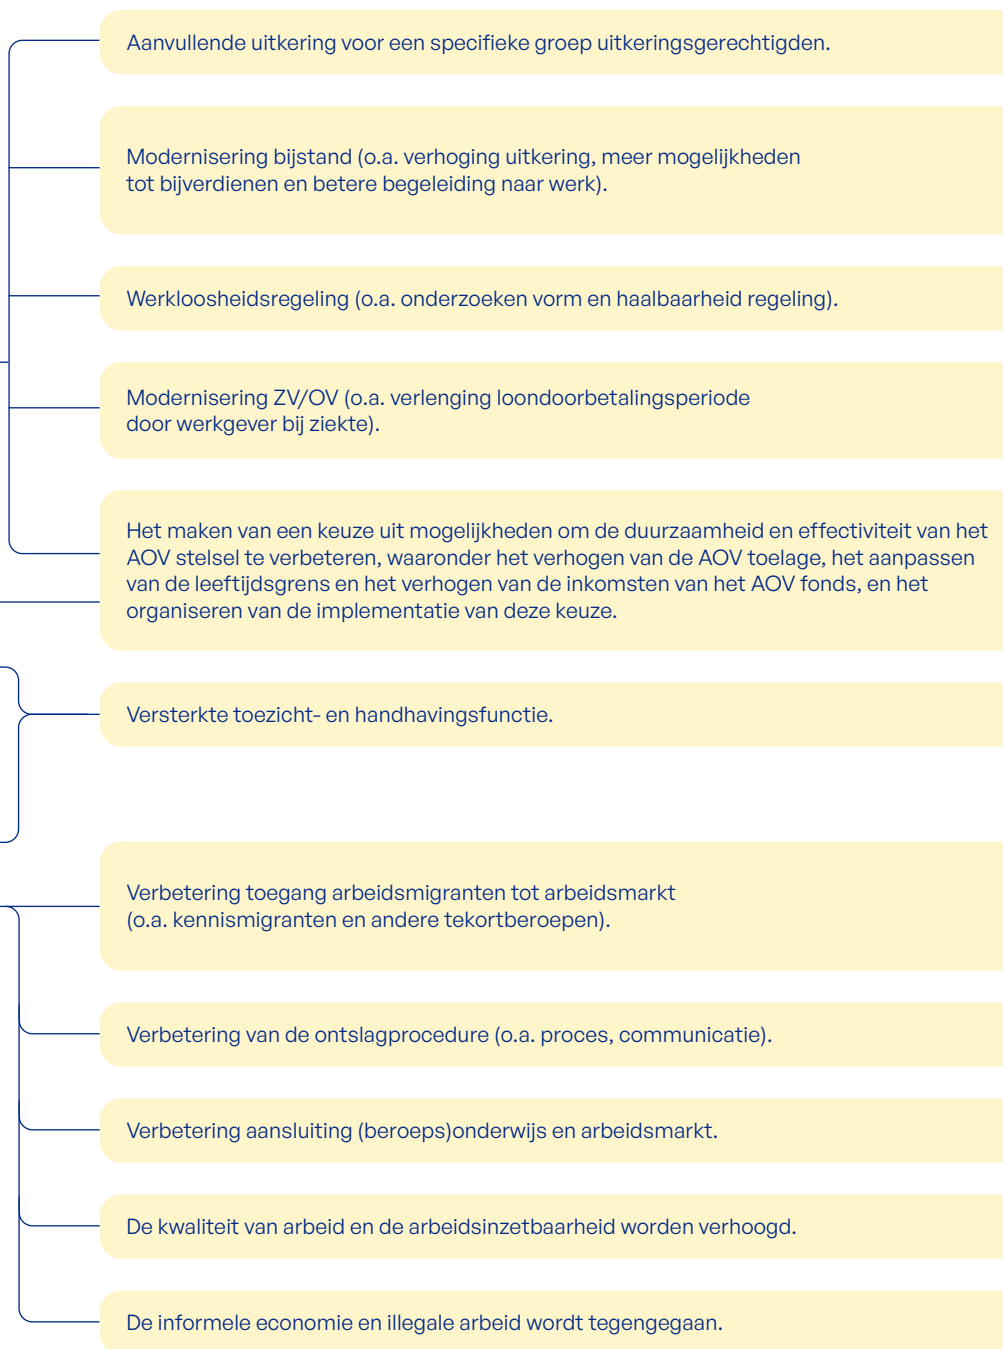 Aanvullende uitkering voor een specifieke groep uitkeringsgerechtigden.
Modernisering bijstand (o.a. verhoging uitkering, meer mogelijkheden
tot bijverdienen en betere begeleiding naar werk).
Werkloosheidsregeling (o.a. onderzoeken vorm en haalbaarheid regeling).
Modernisering ZV/OV (o.a. verlenging loondoorbetalingsperiode
door werkgever bij ziekte).
Het maken van een keuze uit mogelijkheden om de duurzaamheid en effectiviteit van het
AOV stelsel te verbeteren, waaronder het verhogen van de AOV toelage, het aanpassen
van de leeftijdsgrens en het verhogen van de inkomsten van het AOV fonds, en het
organiseren van de implementatie van deze keuze.
Versterkte toezicht- en handhavingsfunctie.
Verbetering toegang arbeidsmigranten tot arbeidsmarkt
(o.a. kennismigranten en andere tekortberoepen).
Verbetering van de ontslagprocedure (o.a. proces, communicatie).
Verbetering aansluiting (beroeps)onderwijs en arbeidsmarkt.
De kwaliteit van arbeid en de arbeidsinzetbaarheid worden verhoogd.
De informele economie en illegale arbeid wordt tegengegaan.